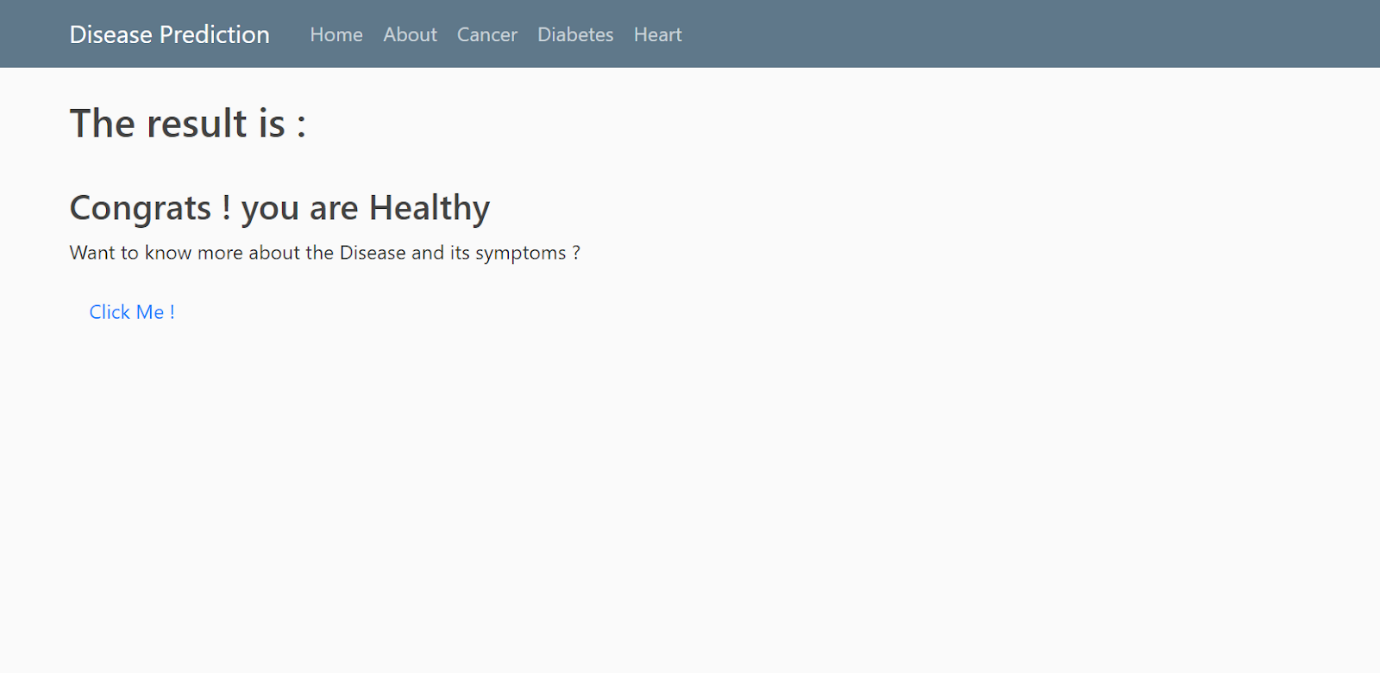 Disease Prediction Home About Cancer Diabetes Heart
The result is :
Congrats ! you are Healthy
Want to know more about the Disease and its symptoms ?
Click Me !